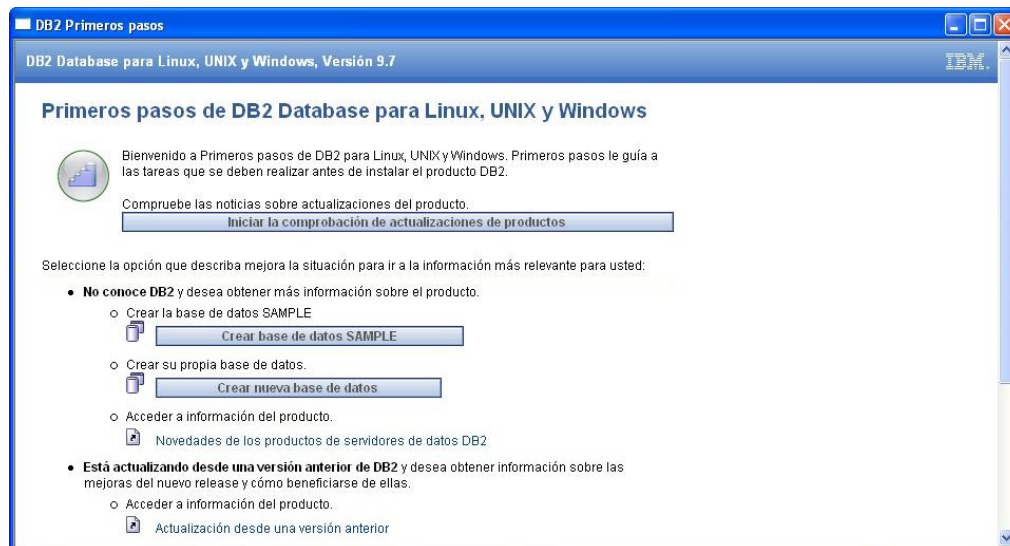 DB2 Primeros pasos
DB2 Database para Linux, UNIX y Windows, Versión 9.7
IBM.
Primeros pasos de DB2 Database para Linux, UNIX y Windows
Bienvenido a Primeros pasos de DB2 para Linux, UNIX y Windows. Primeros pasos le guía a
las tareas que se deben realizar antes de instalar el producto DB2.
Compruebe las noticias sobre actualizaciones del producto.
Iniciar la comprobación de actualizaciones de productos
Seleccione la opción que describa mejora la situación para ir a la información más relevante para usted:
• No conoce DB2 y desea obtener más información sobre el producto.
o Crear la base de datos SAMPLE
Crear base de datos SAMPLE
o Crear su propia base de datos.
Crear nueva base de datos
o Acceder a información del producto.
Novedades de los productos de servidores de datos DB2
• Está actualizando desde una versión anterior de DB2 y desea obtener información sobre las
mejoras del nuevo release y cómo beneficiarse de ellas.
o Acceder a información del producto.
Actualización desde una versión anterior